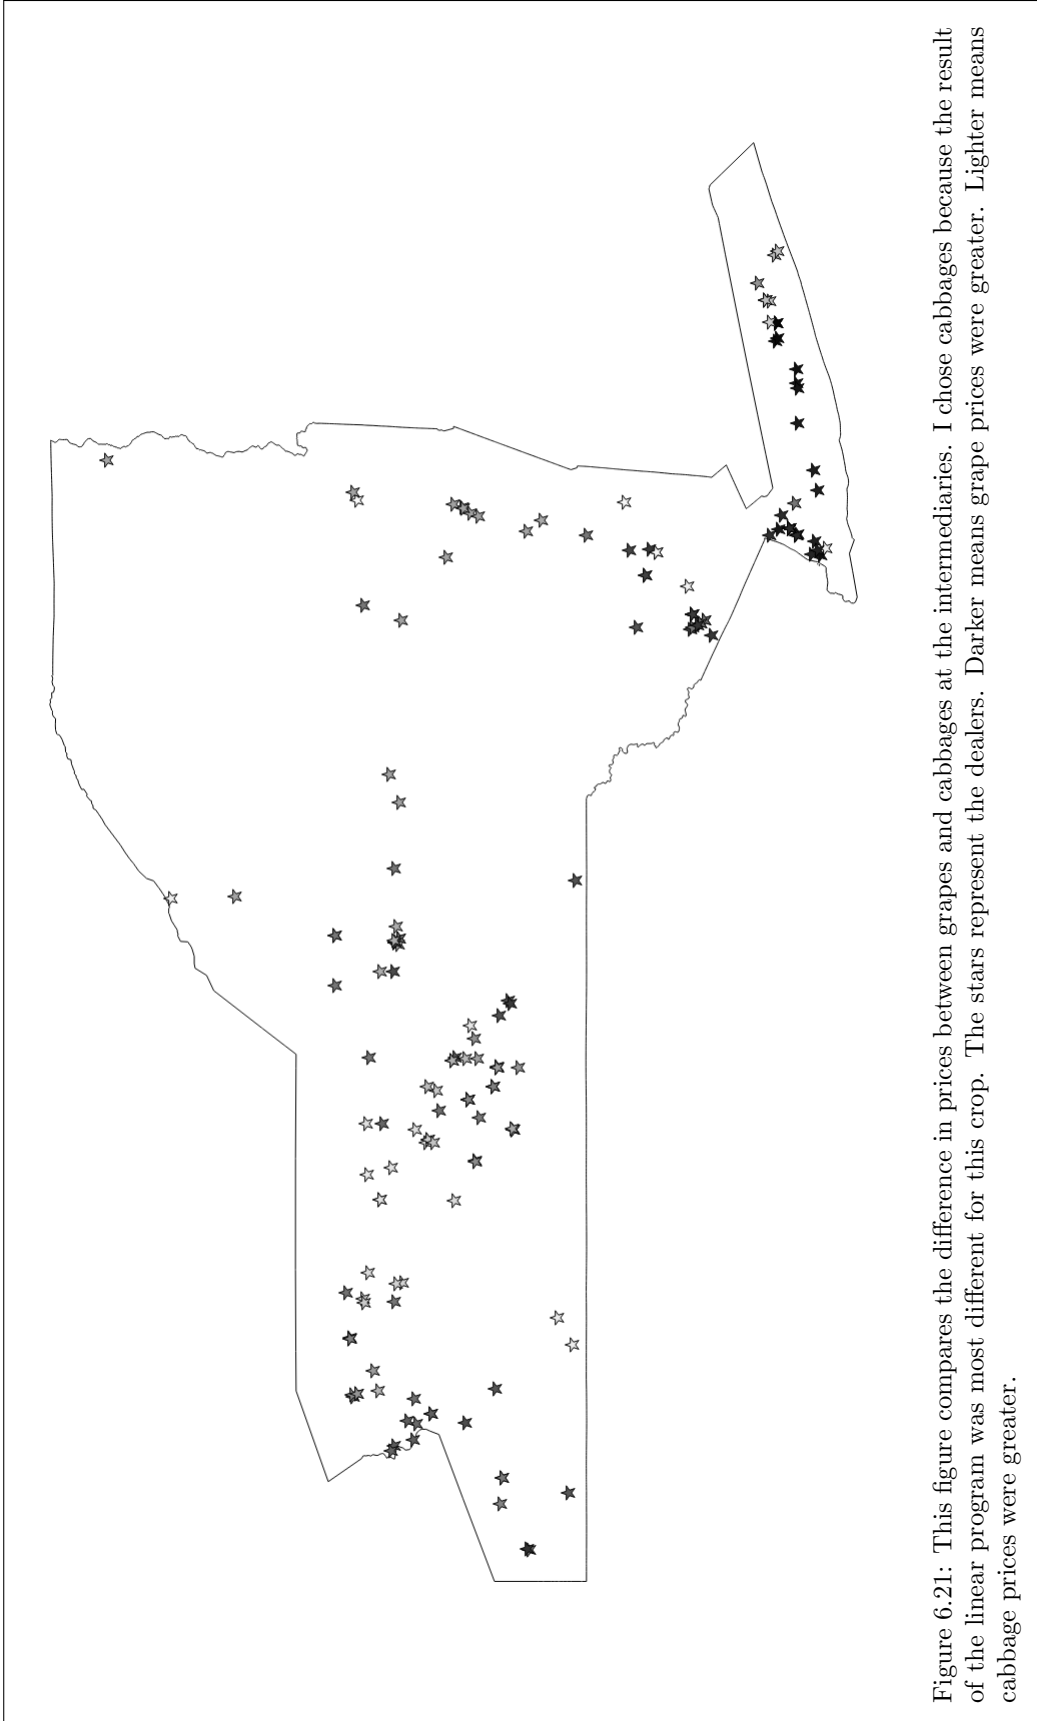 Figure 6.21: This figure compares the difference in prices between grapes and cabbages at the intermediaries. I chose cabbages because the result
of the linear program was most different for this crop. The stars represent the dealers. Darker means grape prices were greater. Lighter means
cabbage prices were greater.